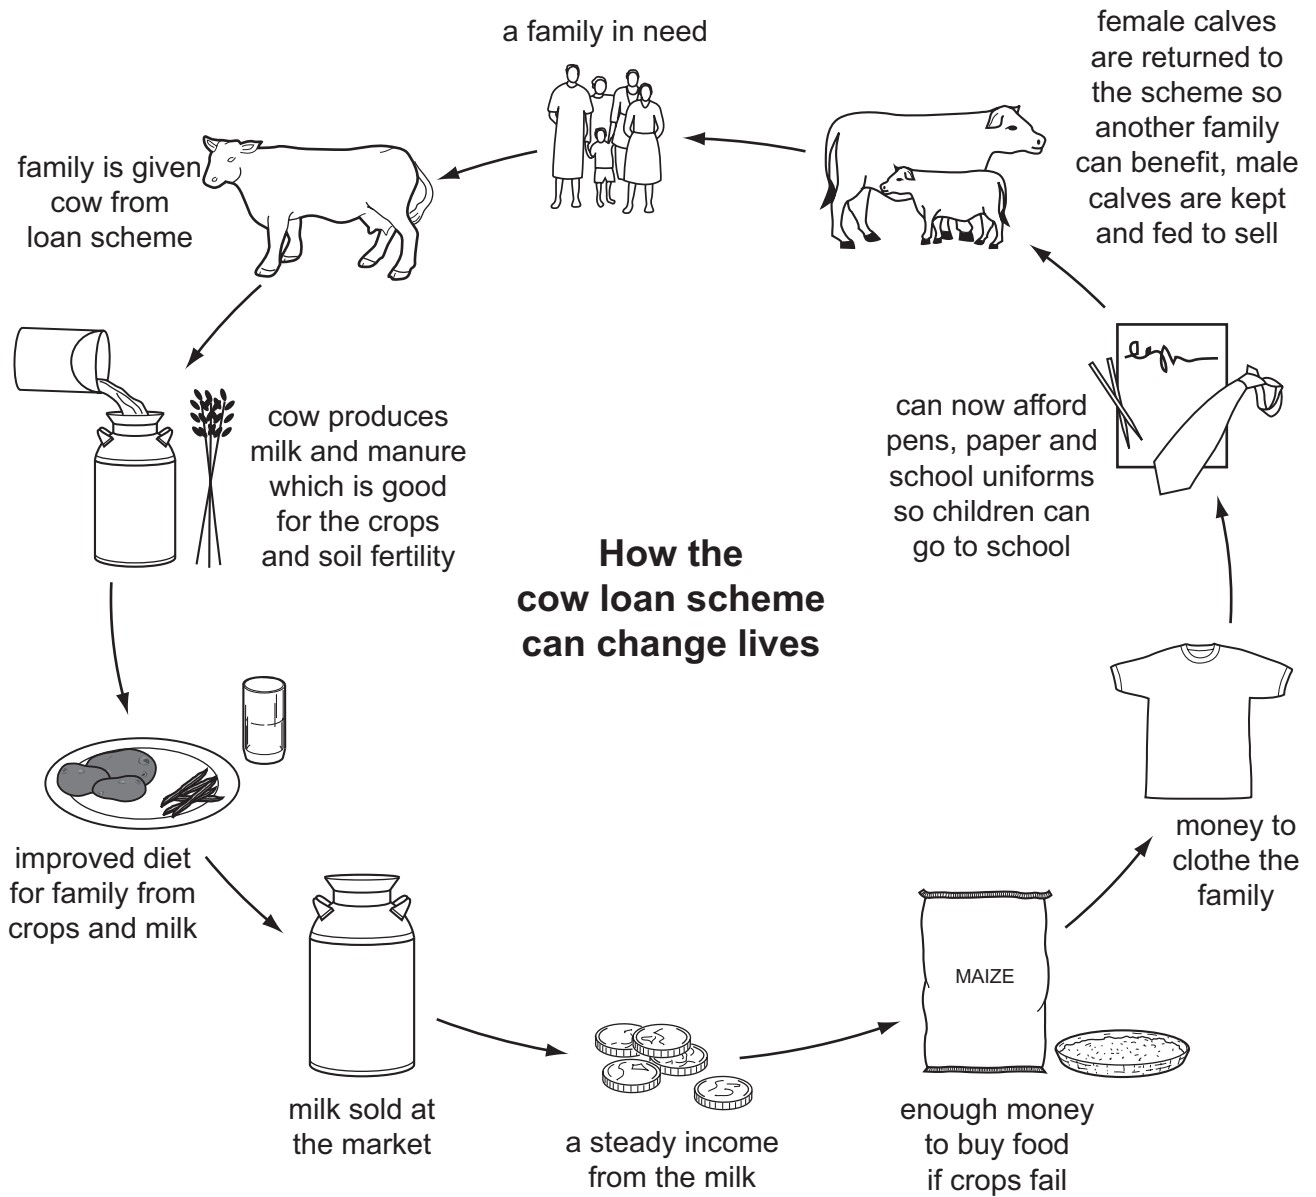 a family in need
family is given
cow from
loan scheme
cow produces
milk and manure
which is good
for the crops
and soil fertility
improved diet
for family from
crops and milk
milk sold at
the market
a steady income
from the milk
MAIZE
enough money
to buy food
if crops fail
money to
clothe the
family
can now afford
pens, paper and
school uniforms
so children can
go to school
female calves
are returned to
the scheme so
another family
can benefit, male
calves are kept
and fed to sell
How the
cow loan scheme
can change lives